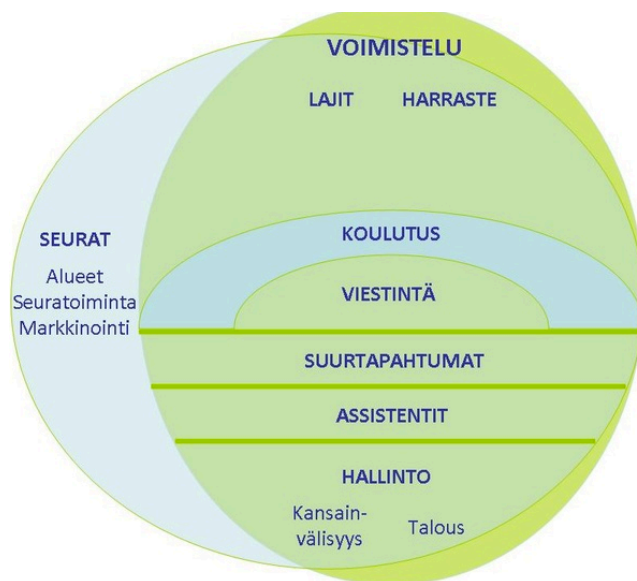 VOIMISTELU
LAJIT HARRASTE
SEURAT
Alueet
Seuratoiminta
Markkinointi
KOULUTUS
VIESTINTÄ
SUURTAPAHTUMAT
ASSISTENTIT
HALLINTO
Kansain-
välisyys
Talous